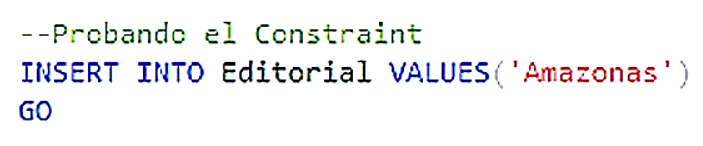 --Probando el Constraint
INSERT INTO Editorial VALUES('Amazonas')
GO